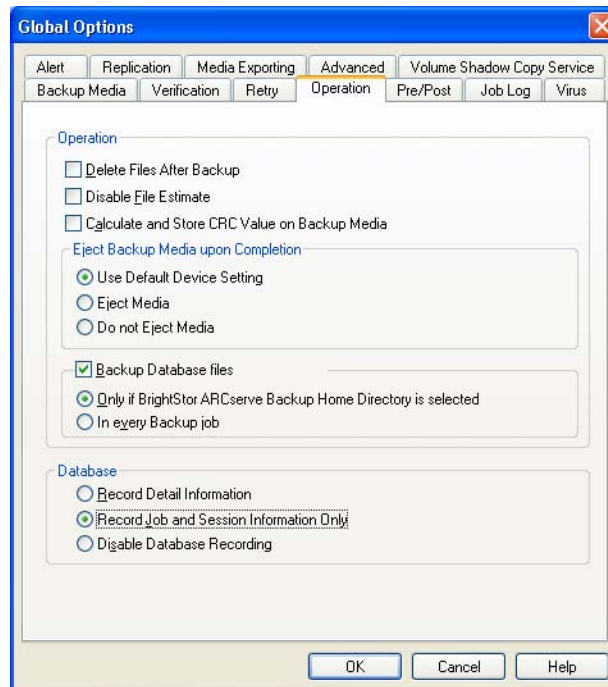 Global Options
Alert Replication Media Exporting Advanced Volume Shadow Copy Service
Backup Media Verification Retry Operation Pre/Post Job Log Virus
Operation
Delete Files After Backup
Disable File Estimate
Calculate and Store CRC Value on Backup Media
Eject Backup Media upon Completion
Use Default Device Setting
Eject Media
Do not Eject Media
Backup Database files
Only if BrightStor ARCserve Backup Home Directory is selected
In every Backup job
Database
Record Detail Information
Record Job and Session Information Only
Disable Database Recording
OK Cancel Help